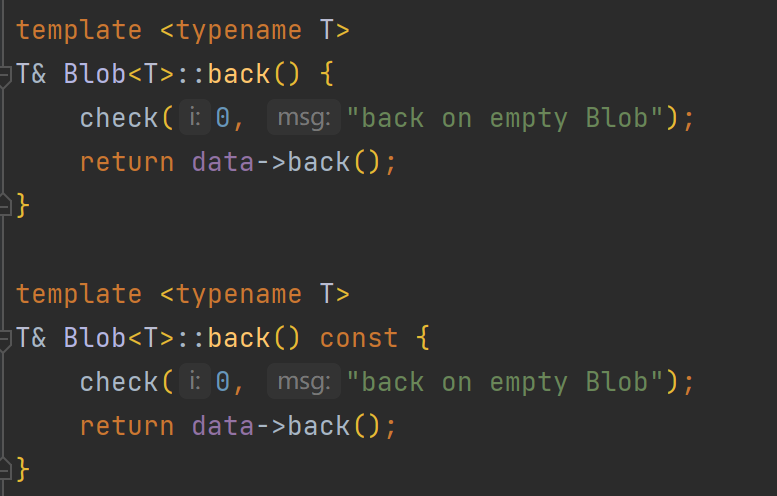 template <typename T>
T& Blob<T>::back() {
    check( i: 0, msg: "back on empty Blob");
    return data->back();
}

template <typename T>
T& Blob<T>::back() const {
    check( i: 0, msg: "back on empty Blob");
    return data->back();
}